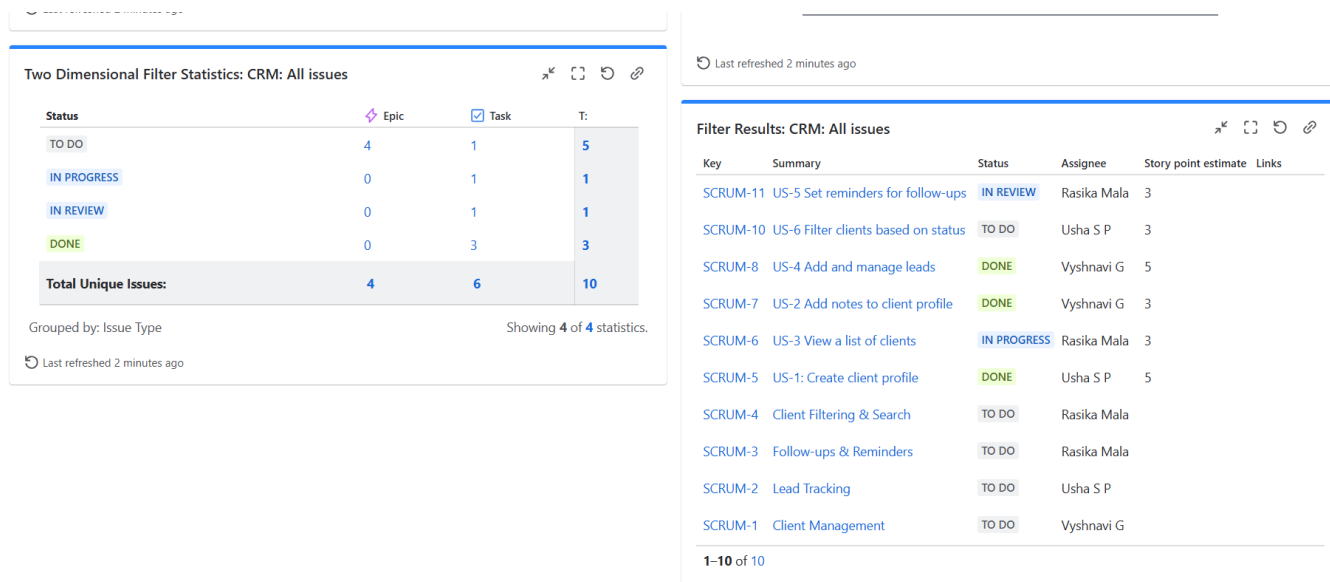 Last refreshed 2 minutes ago
Two Dimensional Filter Statistics: CRM: All issues
Status Epic Task T:
TO DO 4 1 5
IN PROGRESS 0 1 1
IN REVIEW 0 1 1
DONE 0 3 3
Total Unique Issues: 4 6 10
Grouped by: Issue Type Showing 4 of 4 statistics.
Last refreshed 2 minutes ago
Last refreshed 2 minutes ago
Filter Results: CRM: All issues
Key Summary Status Assignee Story point estimate Links
SCRUM-11 US-5 Set reminders for follow-ups IN REVIEW Rasika Mala 3
SCRUM-10 US-6 Filter clients based on status TO DO Usha S P 3
SCRUM-8 US-4 Add and manage leads DONE Vyshnavi G 5
SCRUM-7 US-2 Add notes to client profile DONE Vyshnavi G 3
SCRUM-6 US-3 View a list of clients IN PROGRESS Rasika Mala 3
SCRUM-5 US-1: Create client profile DONE Usha S P 5
SCRUM-4 Client Filtering & Search TO DO Rasika Mala
SCRUM-3 Follow-ups & Reminders TO DO Rasika Mala
SCRUM-2 Lead Tracking TO DO Usha S P
SCRUM-1 Client Management TO DO Vyshnavi G
1–10 of 10